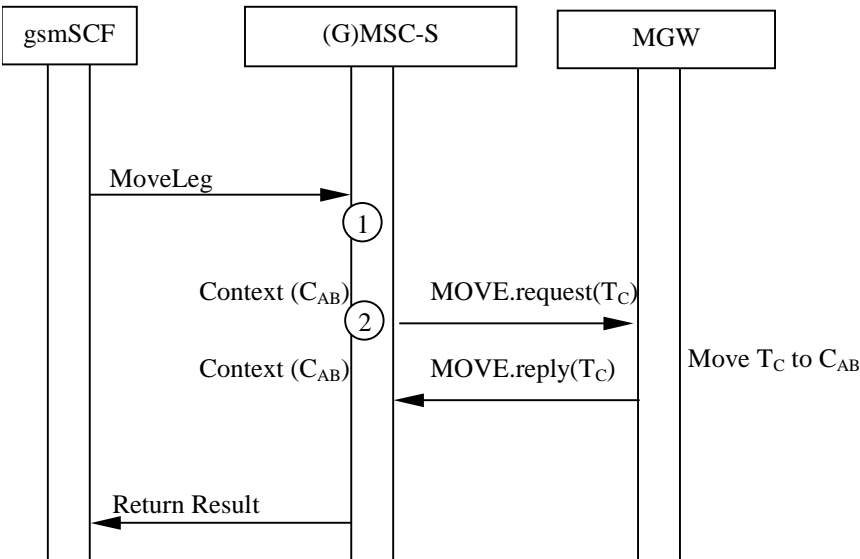 gsmSCF
(G)MSC-S
MGW
MoveLeg
1
Context (C_AB)
MOVE.request(T_C)
2
Context (C_AB)
MOVE.reply(T_C)
Move T_C to C_AB
Return Result